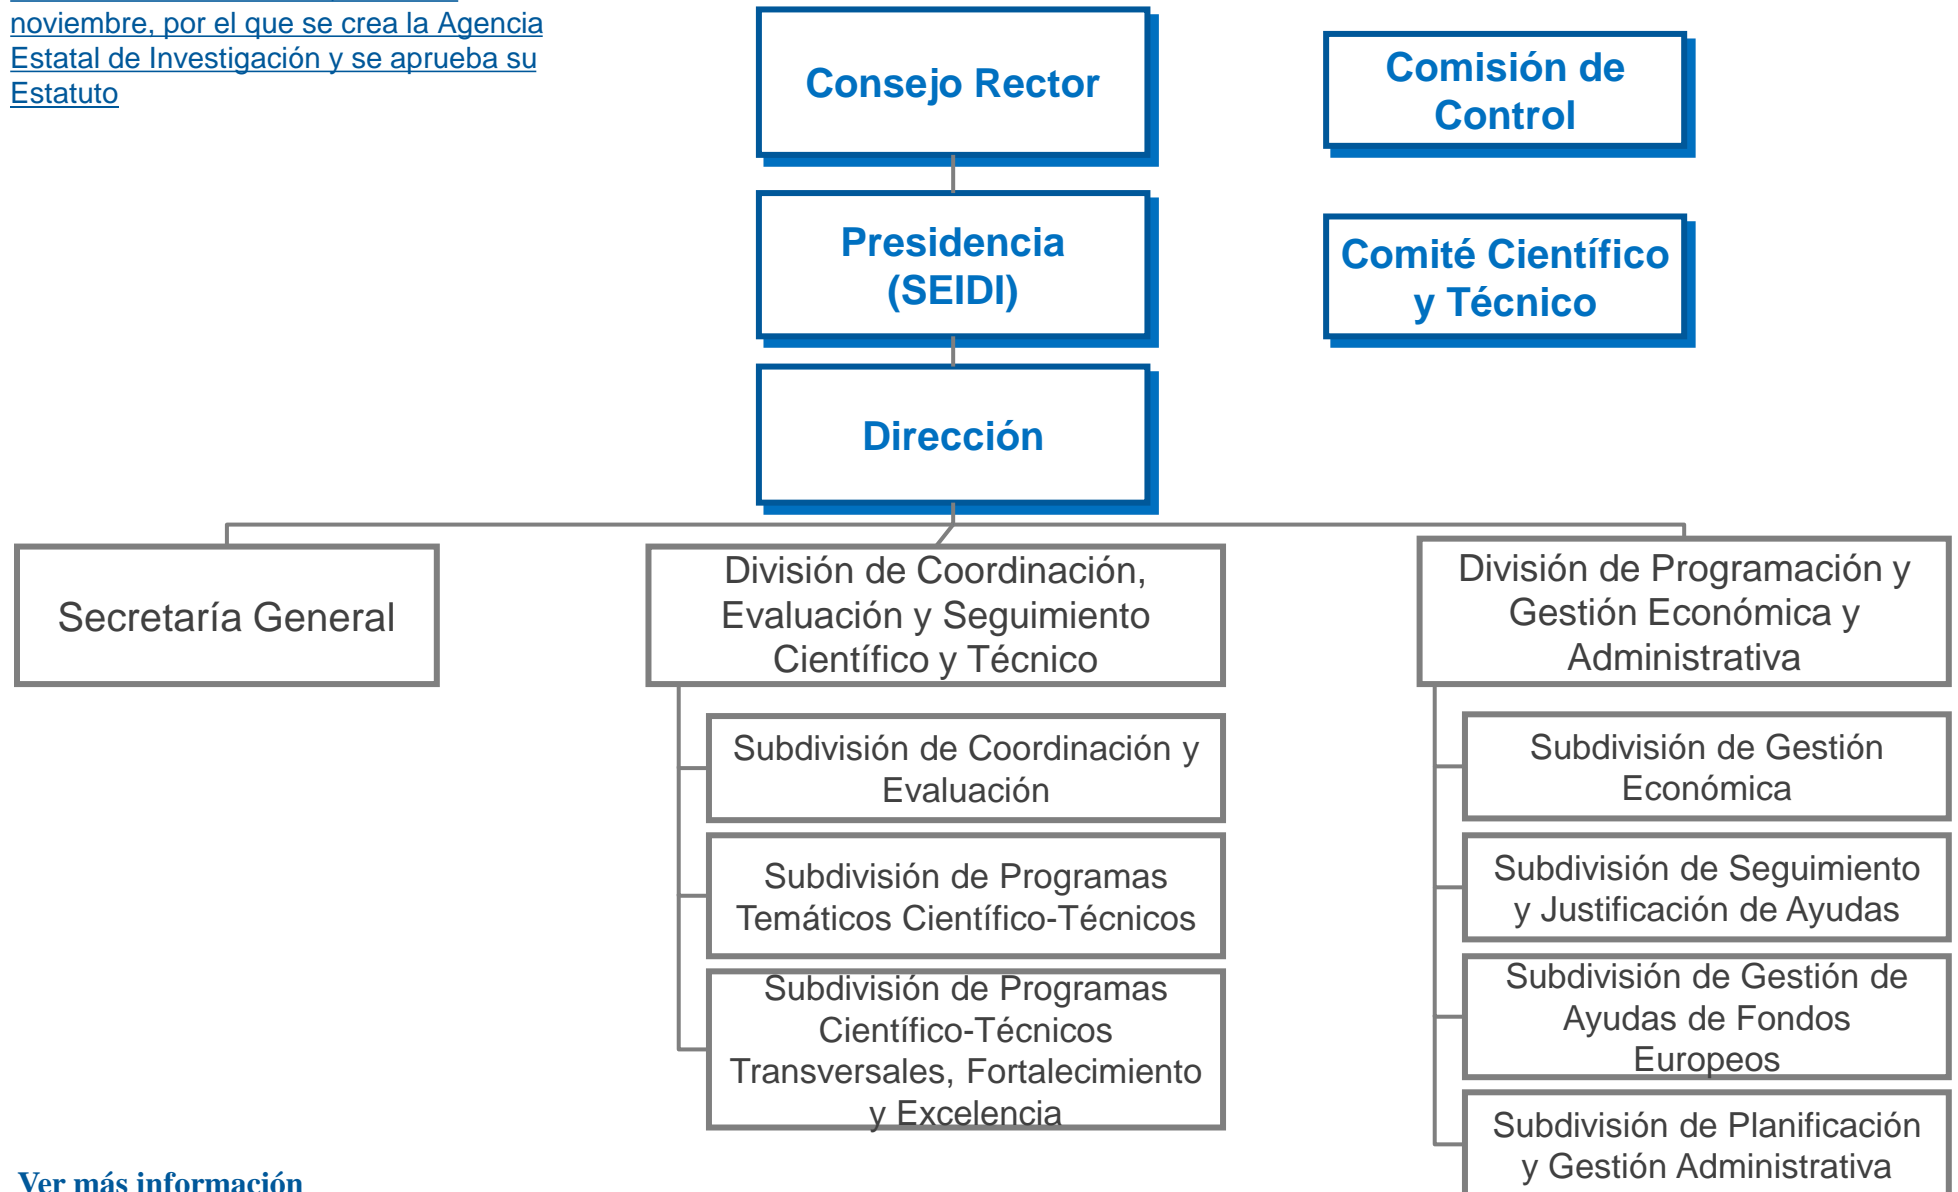 noviembre, por el que se crea la Agencia
Estatal de Investigación y se aprueba su
Estatuto
Consejo Rector
Comisión de
Control
Presidencia
(SEIDI)
Comité Científico
y Técnico
Dirección
Secretaría General
División de Coordinación,
Evaluación y Seguimiento
Científico y Técnico
Subdivisión de Coordinación y
Evaluación
Subdivisión de Programas
Temáticos Científico-Técnicos
Subdivisión de Programas
Científico-Técnicos
Transversales, Fortalecimiento
y Excelencia
División de Programación y
Gestión Económica y
Administrativa
Subdivisión de Gestión
Económica
Subdivisión de Seguimiento
y Justificación de Ayudas
Subdivisión de Gestión de
Ayudas de Fondos
Europeos
Subdivisión de Planificación
y Gestión Administrativa
Ver más información